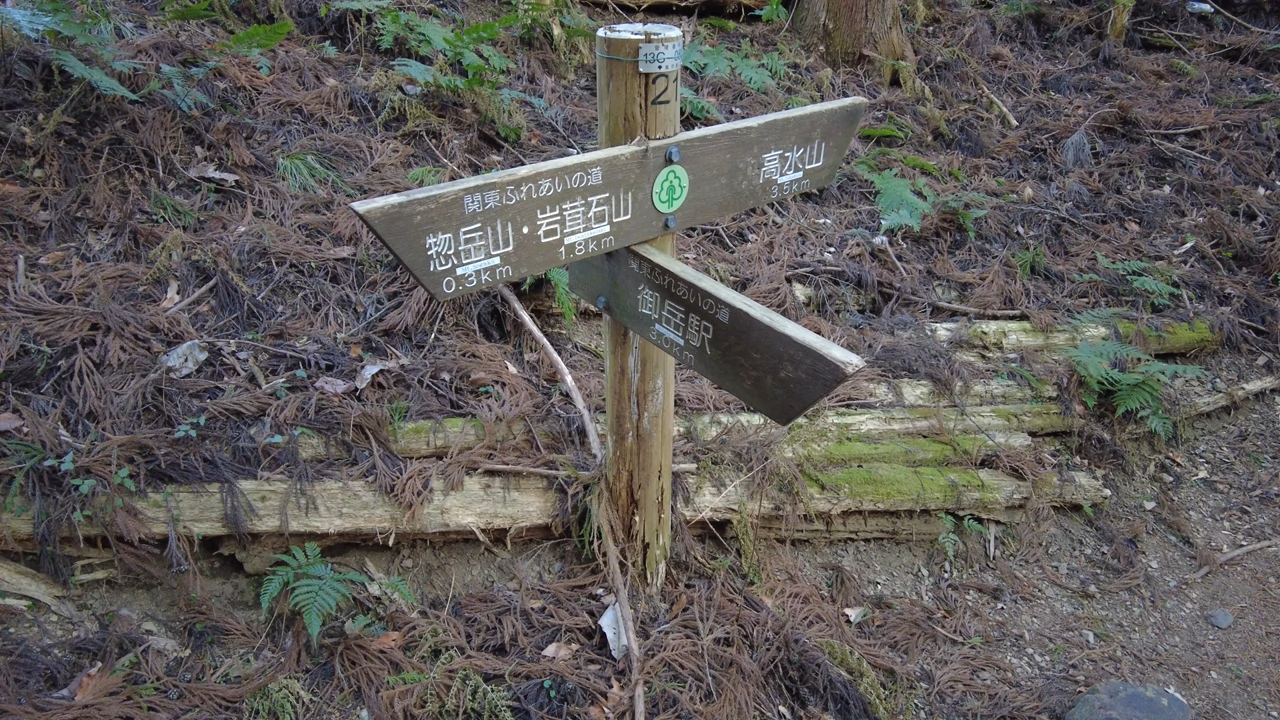 13C-
2
関東ふれあいの道
惣岳山・岩茸石山
0.3km 1.8km
高水山
3.5km
関東ふれあいの道
御岳駅
3.0km